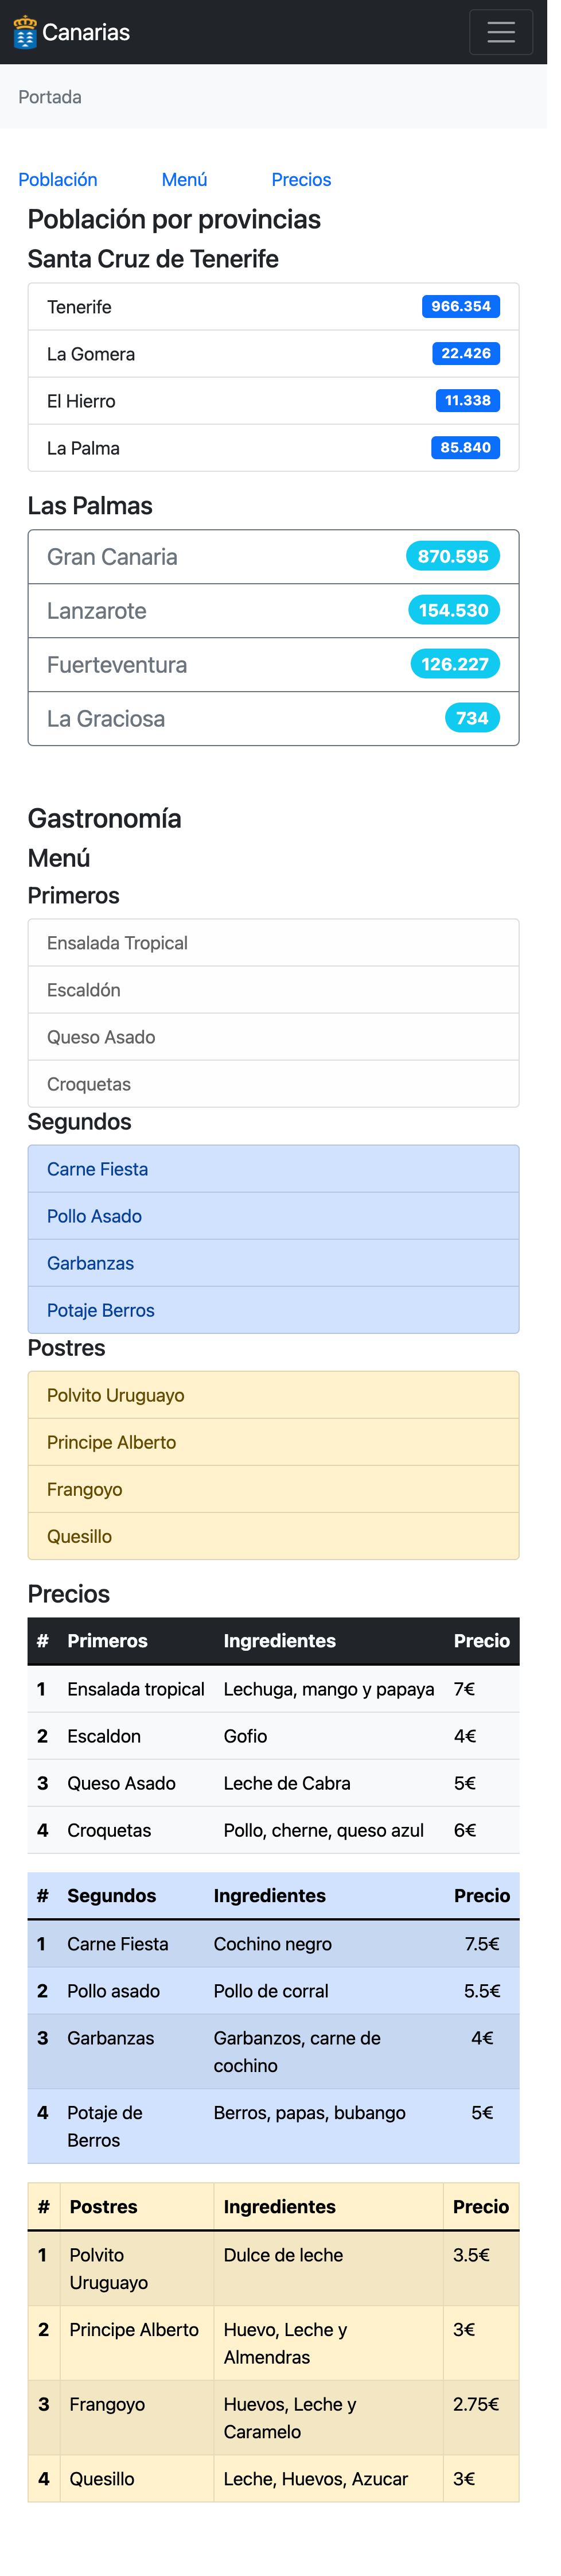 Canarias
Portada
Población Menú Precios
Población por provincias
Santa Cruz de Tenerife
Tenerife 966.354
La Gomera 22.426
El Hierro 11.338
La Palma 85.840
Las Palmas
Gran Canaria 870.595
Lanzarote 154.530
Fuerteventura 126.227
La Graciosa 734
Gastronomía
Menú
Primeros
Ensalada Tropical
Escaldón
Queso Asado
Croquetas
Segundos
Carne Fiesta
Pollo Asado
Garbanzas
Potaje Berros
Postres
Polvito Uruguayo
Principe Alberto
Frangoyo
Quesillo
Precios
# Primeros Ingredientes Precio
1 Ensalada tropical Lechuga, mango y papaya 7€
2 Escaldon Gofio 4€
3 Queso Asado Leche de Cabra 5€
4 Croquetas Pollo, cherne, queso azul 6€
# Segundos Ingredientes Precio
1 Carne Fiesta Cochino negro 7.5€
2 Pollo asado Pollo de corral 5.5€
3 Garbanzas Garbanzos, carne de 4€
cochino
4 Potaje de Berros, papas, bubango 5€
Berros
# Postres Ingredientes Precio
1 Polvito Dulce de leche 3.5€
Uruguayo
2 Principe Alberto Huevo, Leche y 3€
Almendras
3 Frangoyo Huevos, Leche y 2.75€
Caramelo
4 Quesillo Leche, Huevos, Azucar 3€